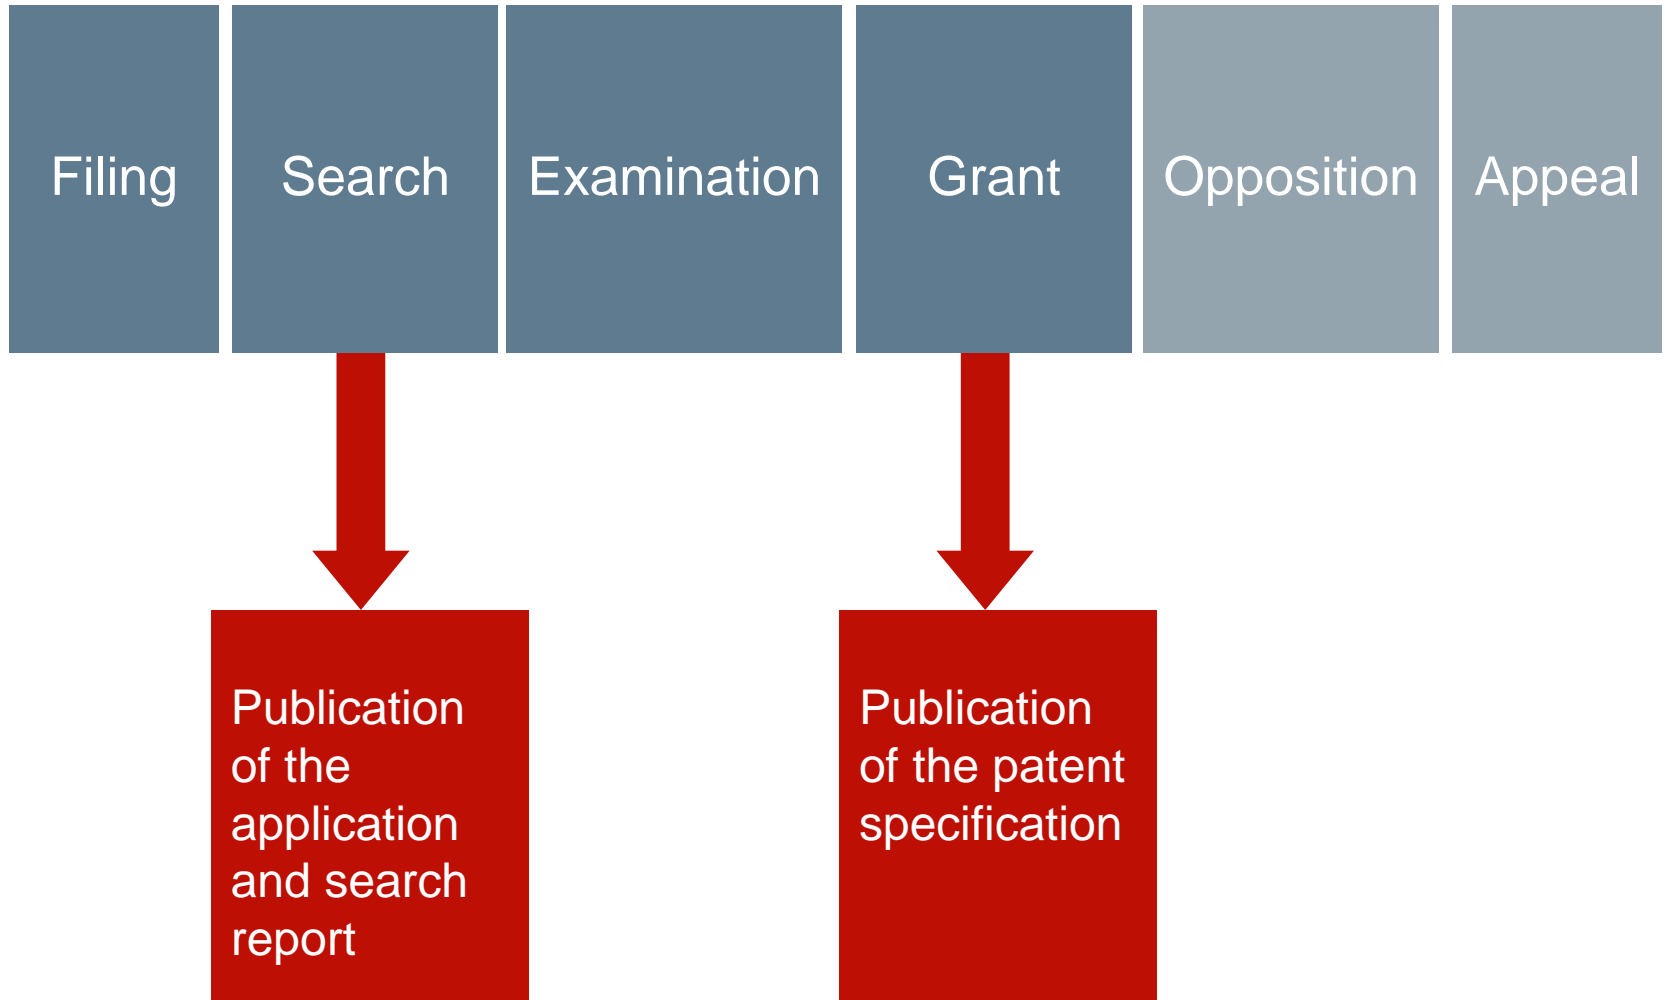 Filing
Search
Examination
Grant
Opposition
Appeal
Publication
of the
application
and search
report
Publication
of the patent
specification